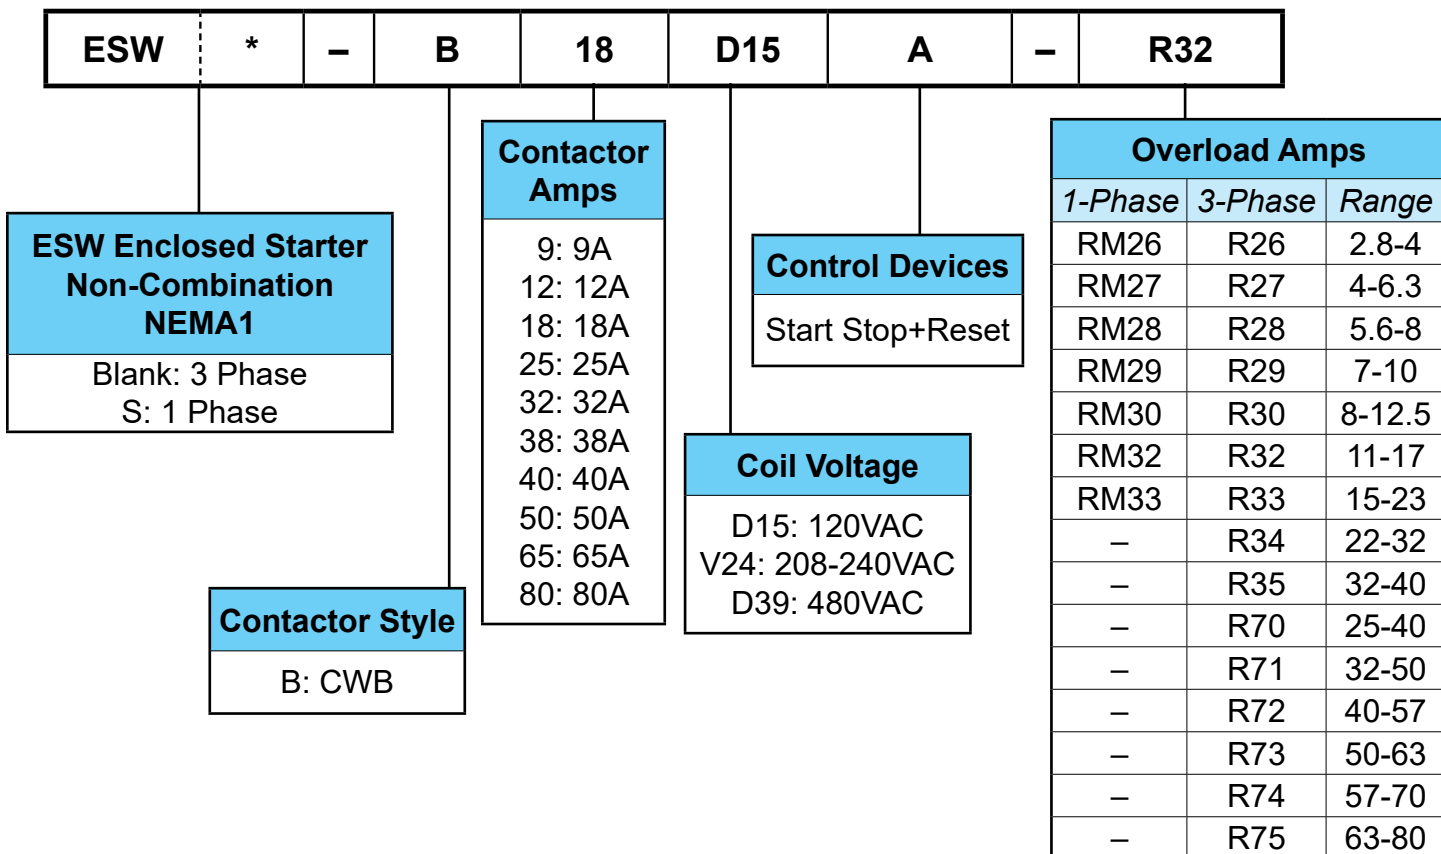 ESW * – B 18 D15 A – R32
ESW Enclosed Starter
Non-Combination
NEMA1
Blank: 3 Phase
S: 1 Phase
Contactor Style
B: CWB
Contactor
Amps
9: 9A
12: 12A
18: 18A
25: 25A
32: 32A
38: 38A
40: 40A
50: 50A
65: 65A
80: 80A
Coil Voltage
D15: 120VAC
V24: 208-240VAC
D39: 480VAC
Control Devices
Start Stop+Reset
Overload Amps
1-Phase 3-Phase Range
RM26 R26 2.8-4
RM27 R27 4-6.3
RM28 R28 5.6-8
RM29 R29 7-10
RM30 R30 8-12.5
RM32 R32 11-17
RM33 R33 15-23
– R34 22-32
– R35 32-40
– R70 25-40
– R71 32-50
– R72 40-57
– R73 50-63
– R74 57-70
– R75 63-80